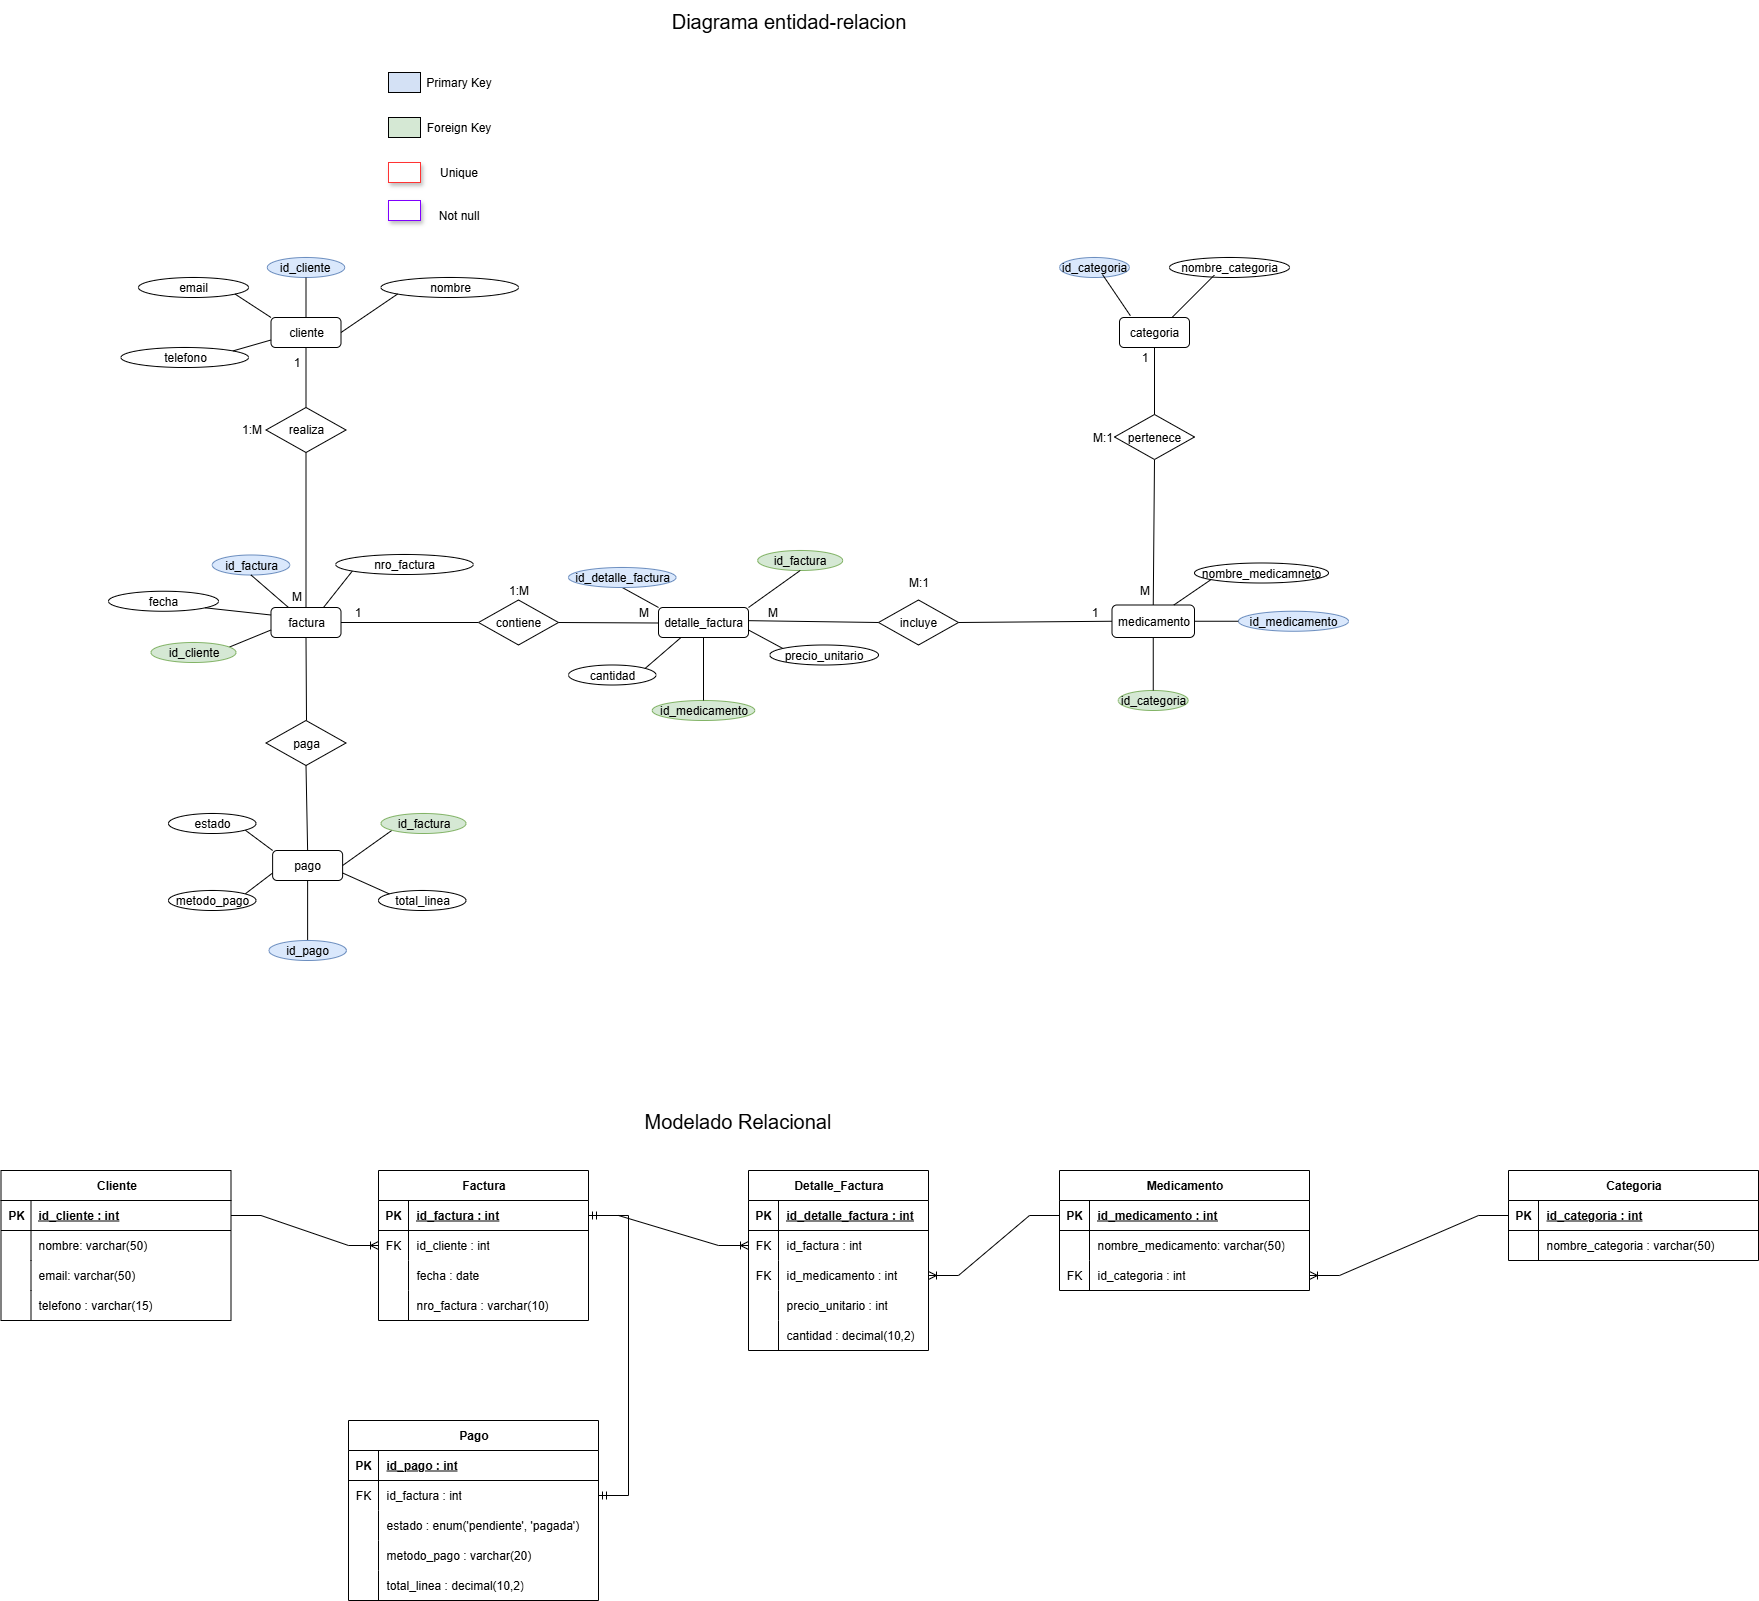 Diagrama entidad-relacion
Primary Key
Foreign Key
Unique
Not null
id_cliente
email
nombre
cliente
telefono
1
1:M
realiza
id_categoria
nombre_categoria
categoria
1
M:1
pertenece
id_factura
nro_factura
fecha
M
factura
1
id_cliente
1:M
contiene
id_detalle_factura
id_factura
M
detalle_factura
M
cantidad
precio_unitario
id_medicamento
M:1
incluye
1
M
nombre_medicamneto
medicamento
id_medicamento
id_categoria
paga
estado
id_factura
pago
metodo_pago
total_linea
id_pago
Modelado Relacional
Cliente
PK id_cliente : int
nombre: varchar(50)
email: varchar(50)
telefono : varchar(15)
Factura
PK id_factura : int
FK id_cliente : int
fecha : date
nro_factura : varchar(10)
Detalle_Factura
PK id_detalle_factura : int
FK id_factura : int
FK id_medicamento : int
precio_unitario : int
cantidad : decimal(10,2)
Medicamento
PK id_medicamento : int
nombre_medicamento: varchar(50)
FK id_categoria : int
Categoria
PK id_categoria : int
nombre_categoria : varchar(50)
Pago
PK id_pago : int
FK id_factura : int
estado : enum('pendiente', 'pagada')
metodo_pago : varchar(20)
total_linea : decimal(10,2)